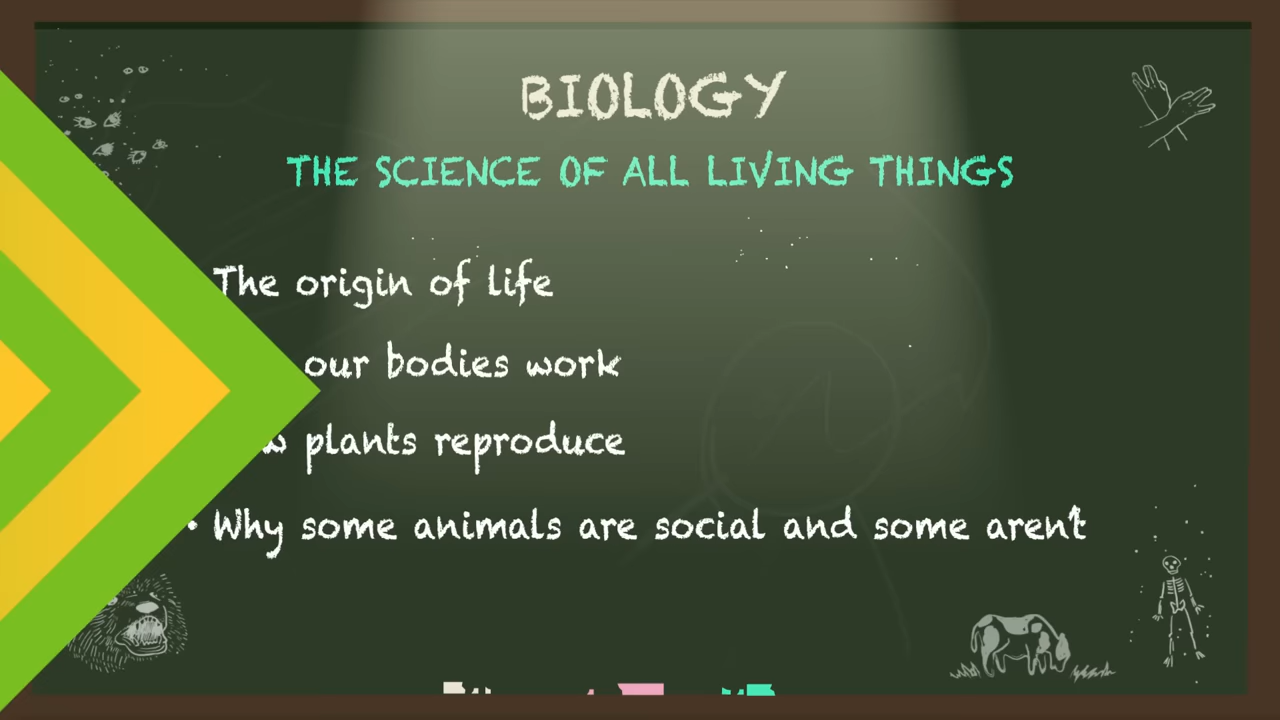 BIOLOGY
THE SCIENCE OF ALL LIVING THINGS
The origin of life
our bodies work
plants reproduce
• Why some animals are social and some aren't